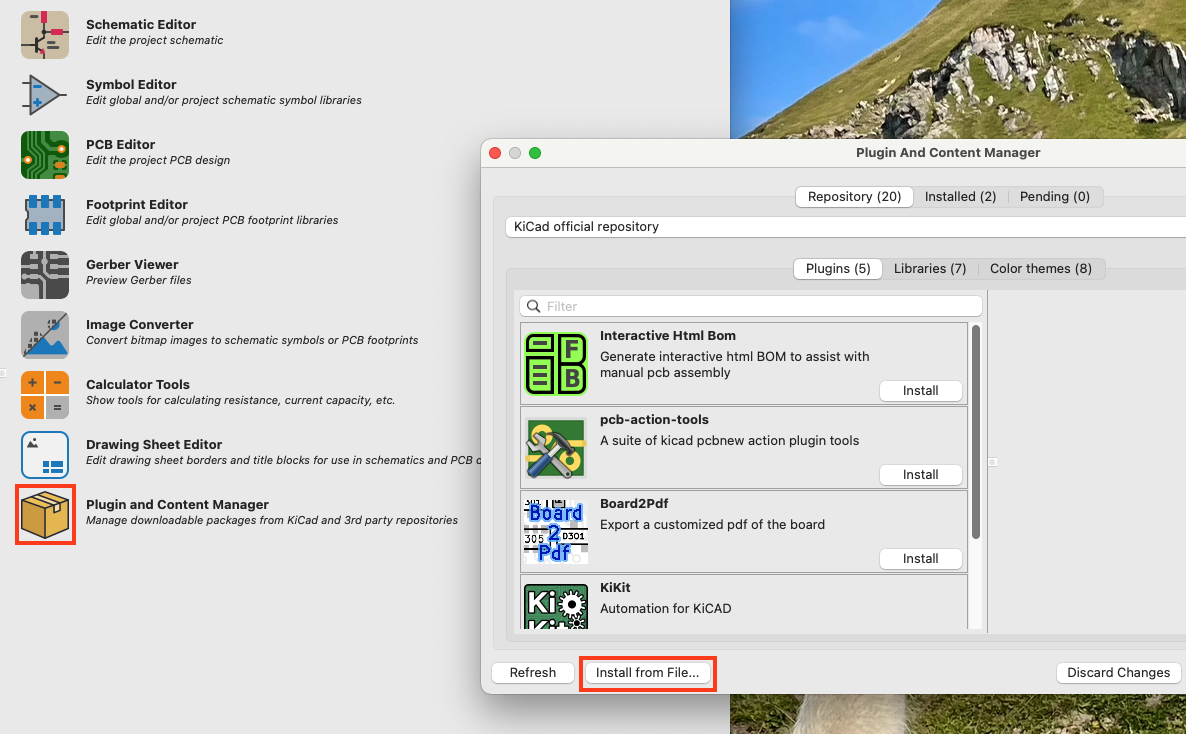 Schematic Editor
Edit the project schematic
Symbol Editor
Edit global and/or project schematic symbol libraries
PCB Editor
Edit the project PCB design
Footprint Editor
Edit global and/or project PCB footprint libraries
Gerber Viewer
Preview Gerber files
Image Converter
Convert bitmap images to schematic symbols or PCB footprints
Calculator Tools
Show tools for calculating resistance, current capacity, etc.
Drawing Sheet Editor
Edit drawing sheet borders and title blocks for use in schematics and PCB
Plugin and Content Manager
Manage downloadable packages from KiCad and 3rd party repositories
Plugin And Content Manager
Repository (20) Installed (2) Pending (0)
KiCad official repository
Plugins (5) Libraries (7) Color themes (8)
Filter
F
B
Interactive Html Bom
Generate interactive html BOM to assist with
manual pcb assembly
Install
pcb-action-tools
A suite of kicad pcbnew action plugin tools
Install
Board
2
305 D301
Pdf
Board2Pdf
Export a customized pdf of the board
Install
Ki
KiKit
Automation for KiCAD
Refresh Install from File... Discard Changes